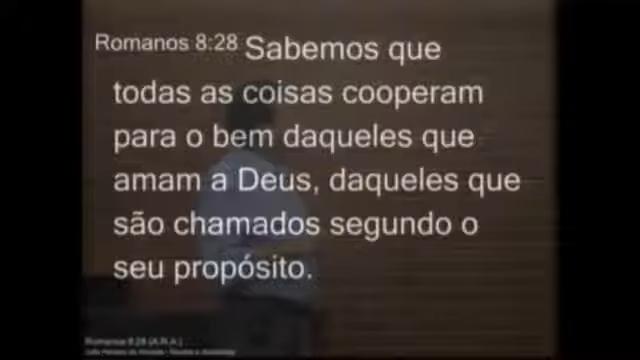 Romanos 8:28 Sabemos que
todas as coisas cooperam
para o bem daqueles que
amam a Deus, daqueles que
são chamados segundo o
seu propósito.
Romanos 8:28 (A.R.A.)